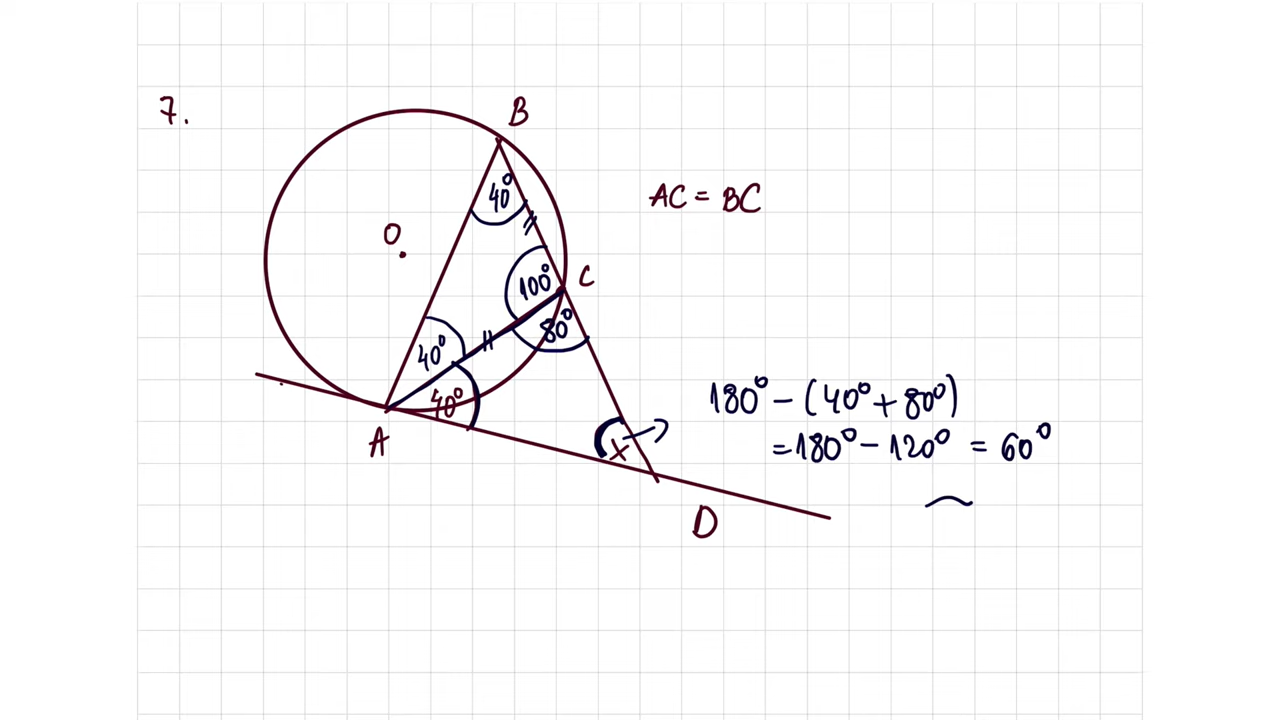 7.
B
40°
AC = BC
O
100°
C
80°
40°
40°
A
x
D
180° - (40° + 80°)
= 180° - 120° = 60°